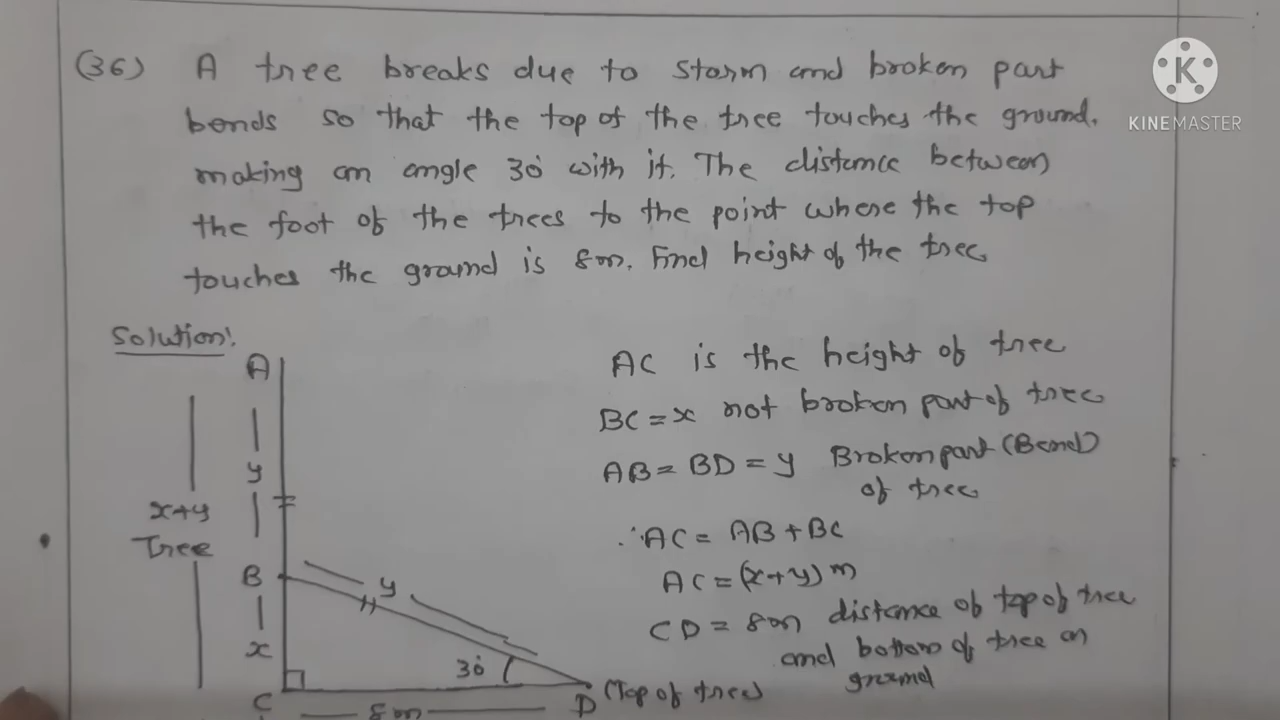 (36) A tree breaks due to storm and broken part
bends so that the top of the tree touches the ground.
making an angle 30° with it. The distance between
the foot of the trees to the point where the top
touches the ground is 8m. Find height of the tree
K
KINEMASTER
Solution:
A
y
x+y
Tree
B
y
x
30°
C
8m
D (Top of tree)
AC is the height of tree
BC = x not broken part of tree
AB = BD = y Broken part (Bend)
of tree
∴ AC = AB + BC
AC = (x+y) m
CD = 8m distance of top of tree
and bottom of tree on
ground